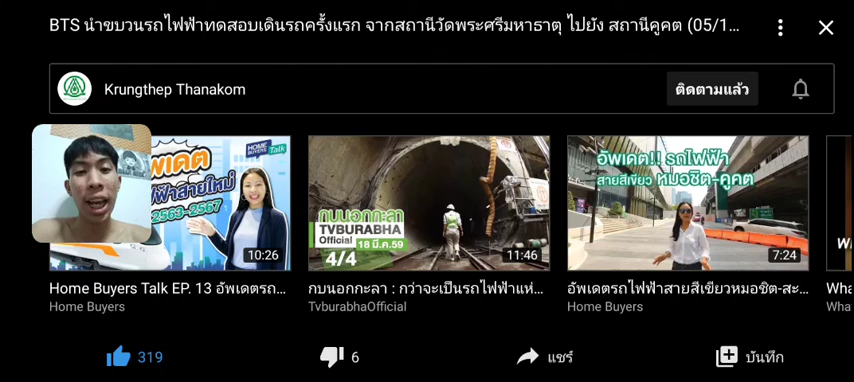 BTS นำขบวนรถไฟฟ้าทดสอบเดินรถครั้งแรก จากสถานีวัดพระศรีมหาธาตุ ไปยัง สถานีคูคต (05/1...
Krungthep Thanakom
ติดตามแล้ว
อัพเดต
ฟฟ้าสายใหม่
2563-2567
HOME BUYERS Talk
10:26
กบนอกกะลา
TVBURABHA
Official 18 มี.ค.59
4/4
11:46
อัพเดต!! รถไฟฟ้า
สายสีเขียว หมอชิต-คูคต
7:24
Home Buyers Talk EP. 13 อัพเดตรถ...
Home Buyers
กบนอกกะลา : กว่าจะเป็นรถไฟฟ้าแห่...
TvburabhaOfficial
อัพเดตรถไฟฟ้าสายสีเขียวหมอชิต-สะ...
Home Buyers
Wha
Wha
319
6
แชร์
บันทึก